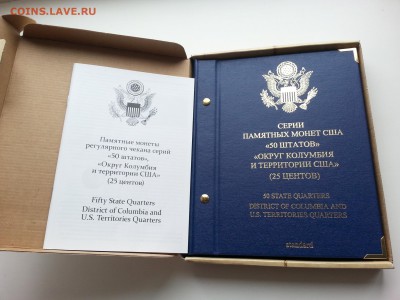 COINS.LAVE.RU
Памятные монеты
регулярного чекана серий
«50 штатов»,
«Округ Колумбия
и территории США»
(25 центов)
Fifty State Quarters
District of Columbia and
U.S. Territories Quarters
СЕРИИ
ПАМЯТНЫХ МОНЕТ США
«50 ШТАТОВ»
«ОКРУГ КОЛУМБИЯ
И ТЕРРИТОРИИ США»
(25 ЦЕНТОВ)
50 STATE QUARTERS
DISTRICT OF COLUMBIA AND
U.S. TERRITORIES QUARTERS
standard